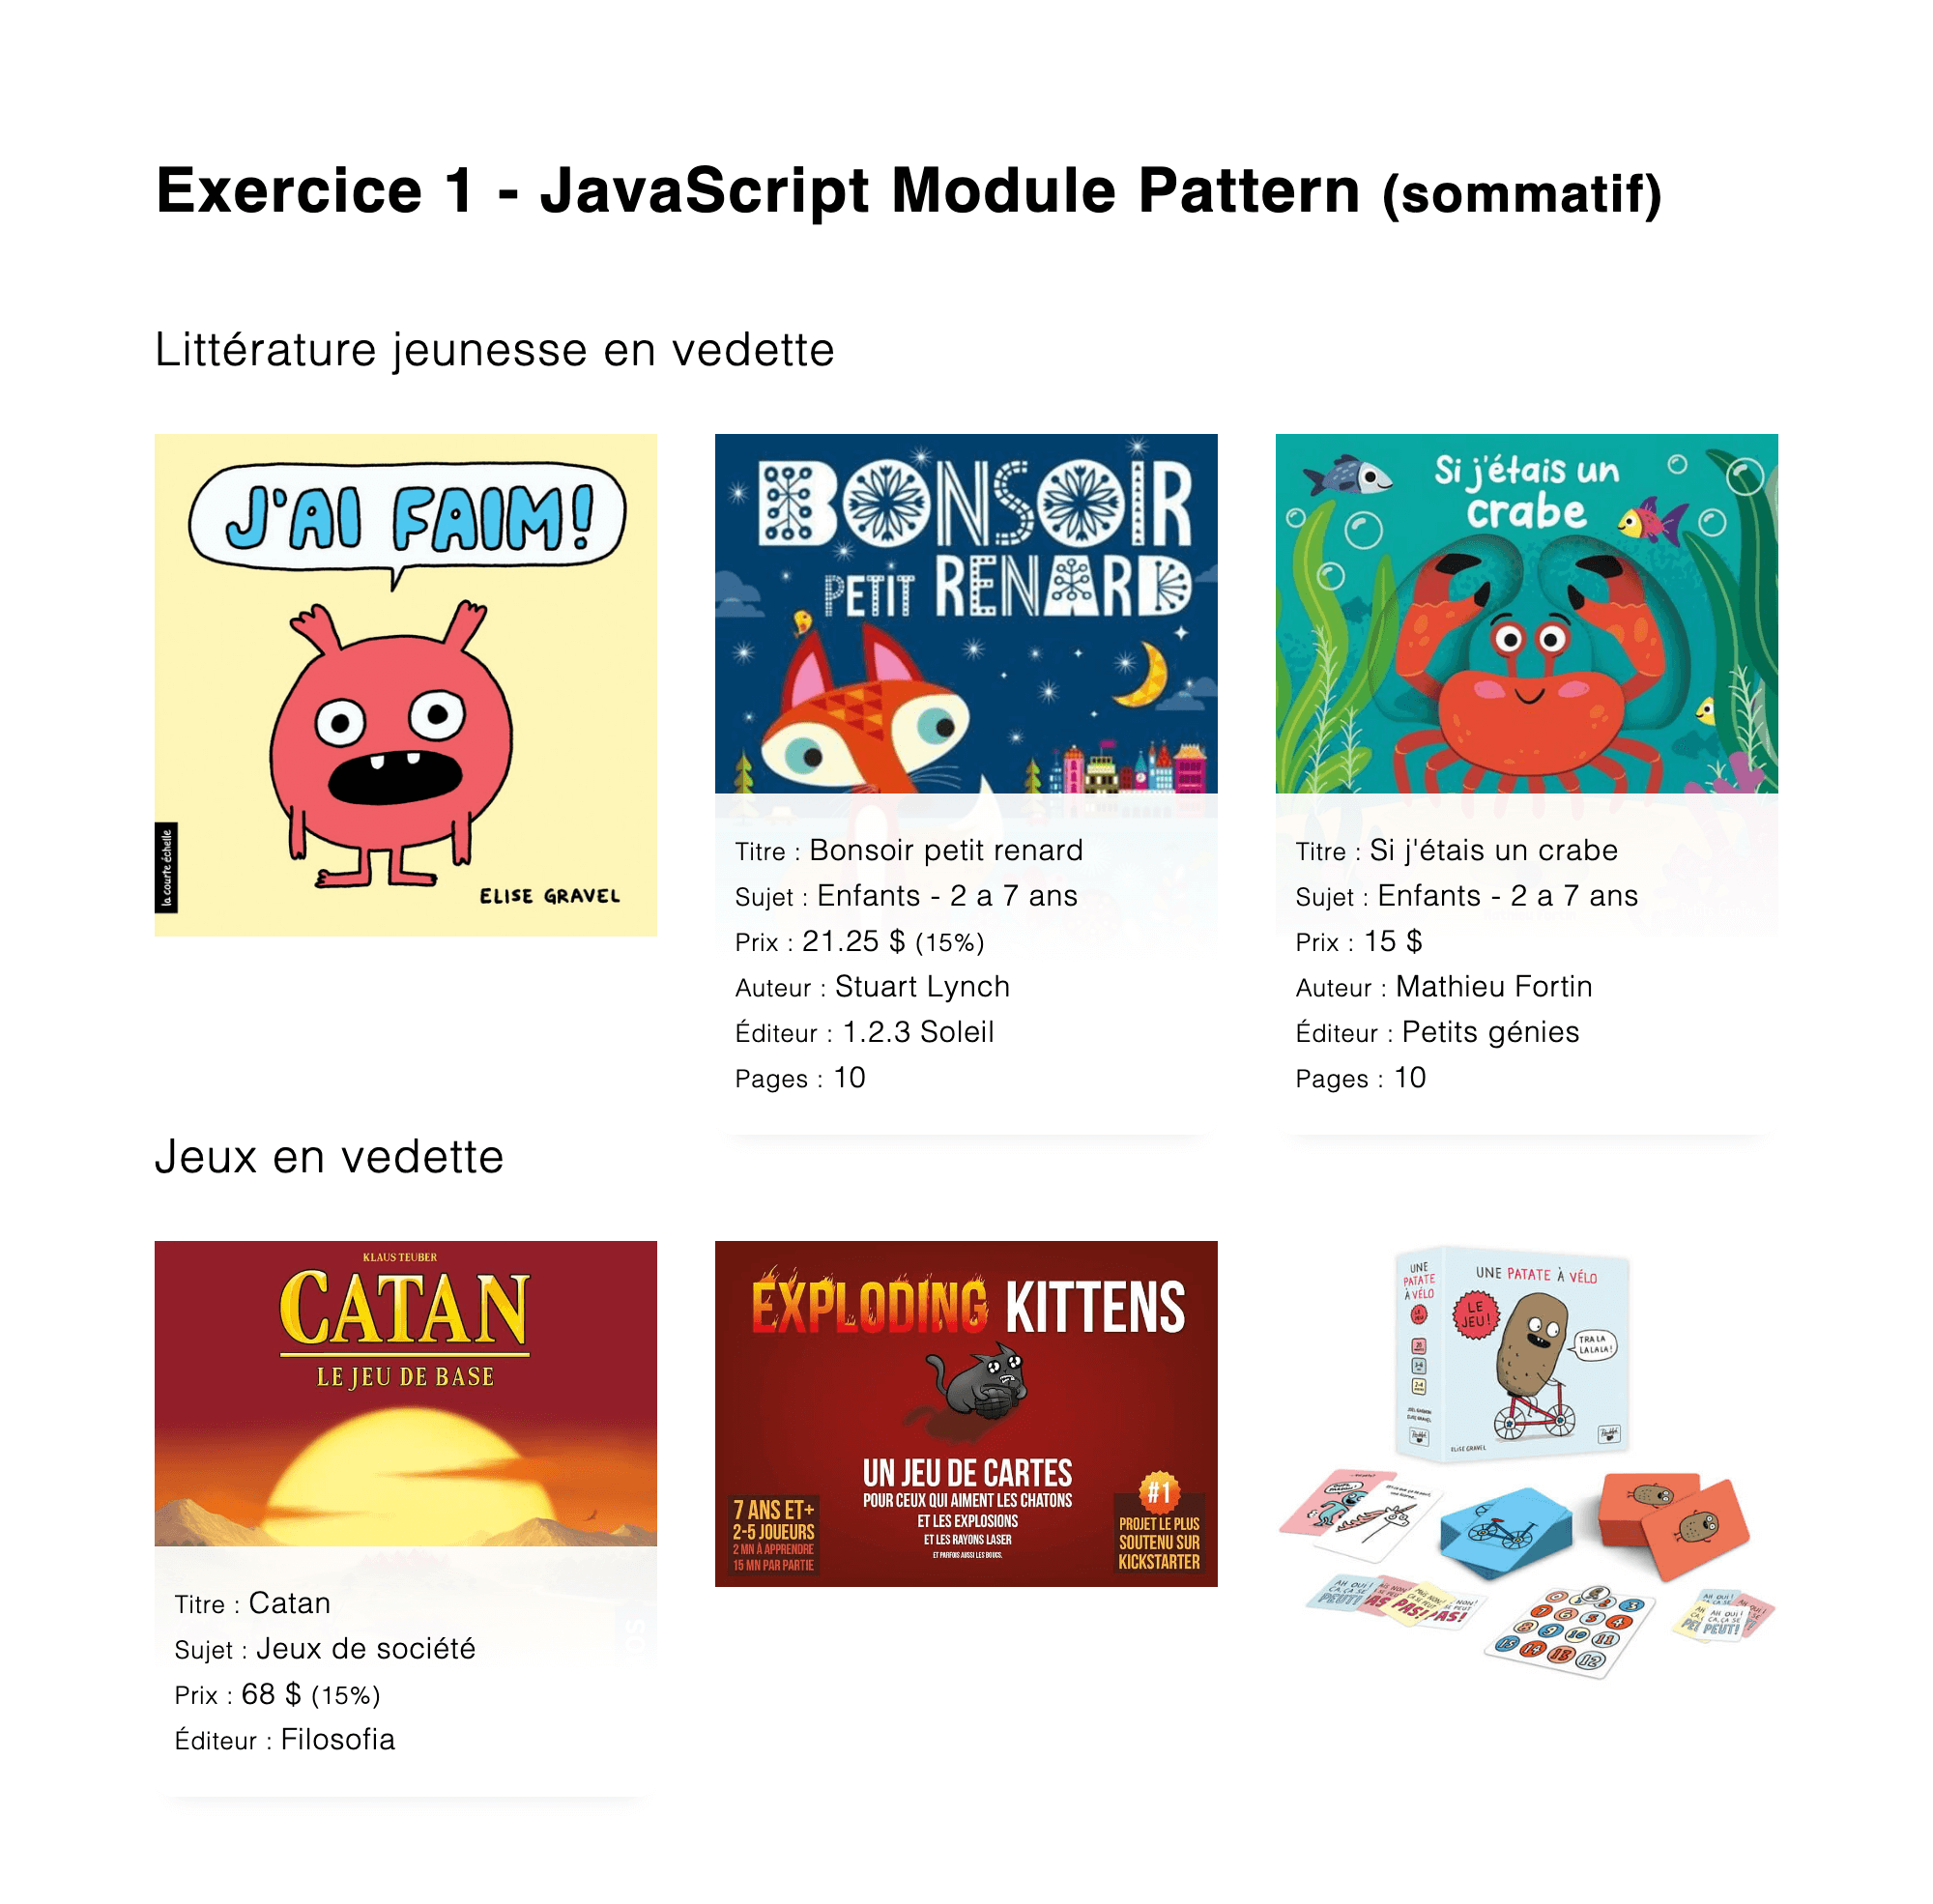 Exercice 1 - JavaScript Module Pattern (sommatif)
Littérature jeunesse en vedette
J'AI FAIM!
la courte échelle
ELISE GRAVEL
BONSOIR
PETIT RENARD
Titre : Bonsoir petit renard
Sujet : Enfants - 2 a 7 ans
Prix : 21.25 $ (15%)
Auteur : Stuart Lynch
Éditeur : 1.2.3 Soleil
Pages : 10
Si j'étais un
crabe
Titre : Si j'étais un crabe
Sujet : Enfants - 2 a 7 ans
Prix : 15 $
Auteur : Mathieu Fortin
Éditeur : Petits génies
Pages : 10
Jeux en vedette
KLAUS TEUBER
CATAN
LE JEU DE BASE
Titre : Catan
Sujet : Jeux de société
Prix : 68 $ (15%)
Éditeur : Filosofia
EXPLODING KITTENS
UN JEU DE CARTES
POUR CEUX QUI AIMENT LES CHATONS
ET LES EXPLOSIONS
ET LES RAYONS LASER
ET PARFOIS AUSSI LES BOUCS.
7 ANS ET+
2-5 JOUEURS
2 MN À APPRENDRE
15 MN PAR PARTIE
#1
PROJET LE PLUS
SOUTENU SUR
KICKSTARTER
UNE
PATATE
À VÉLO
UNE PATATE À VÉLO
LE
JEU!
TRA LA
LALALA!
ELISE GRAVEL
AH OUI!
ÇA, ÇA SE
PEUT!